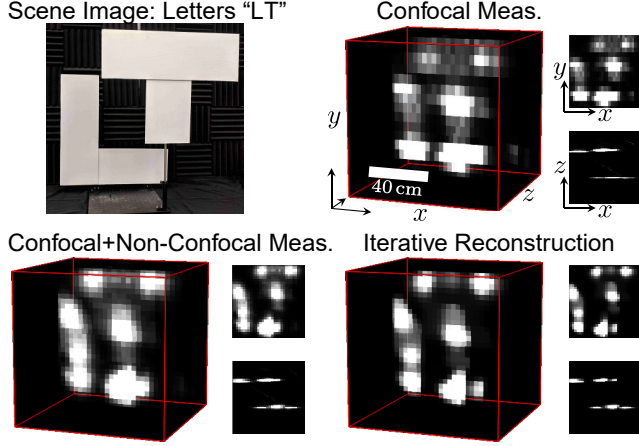 Scene Image: Letters “LT”
Confocal Meas.
y
x
z
40 cm
y
x
z
x
Confocal+Non-Confocal Meas.
Iterative Reconstruction